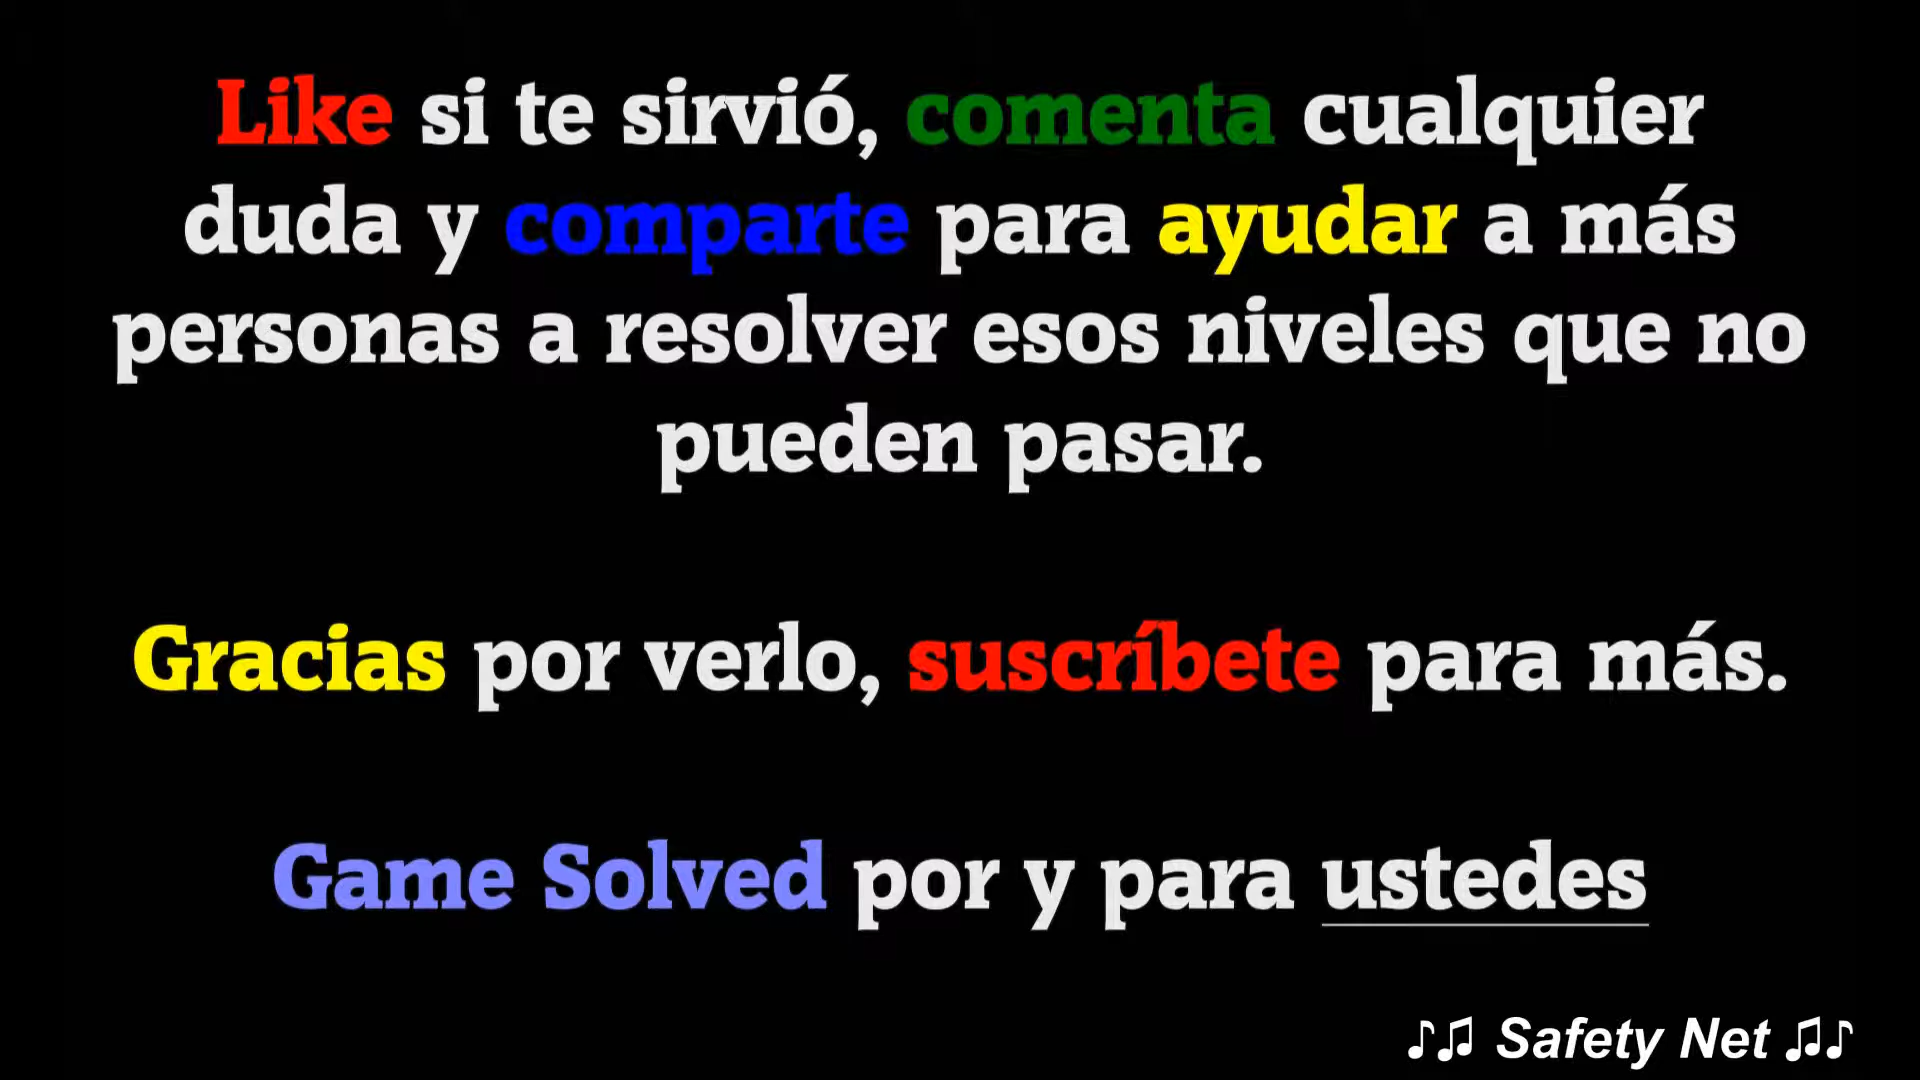 Like si te sirvió, comenta cualquier
duda y comparte para ayudar a más
personas a resolver esos niveles que no
pueden pasar.
Gracias por verlo, suscríbete para más.
Game Solved por y para ustedes
♪♫ Safety Net ♫♪